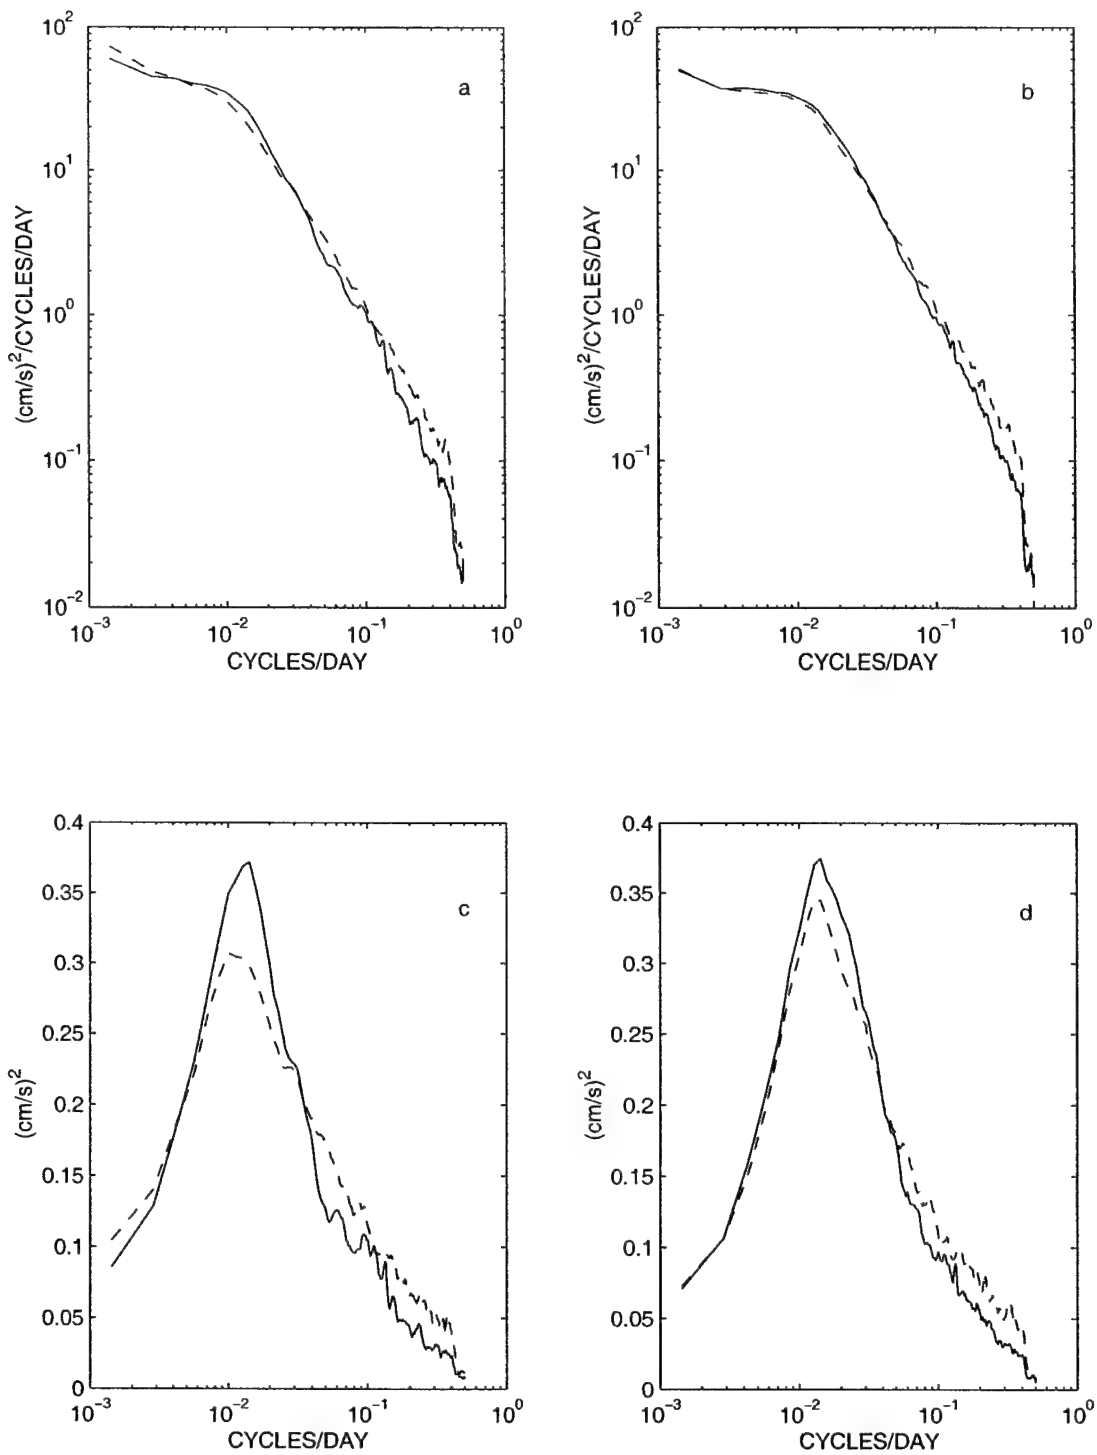 10^2 10^2
a b
10^1 10^1
(cm/s)^2/CYCLES/DAY (cm/s)^2/CYCLES/DAY
10^0 10^0
10^-1 10^-1
10^-2 10^-2
10^-3 10^-2 10^-1 10^0 10^-3 10^-2 10^-1 10^0
CYCLES/DAY CYCLES/DAY
0.4 0.4
0.35 0.35
c d
0.3 0.3
0.25 0.25
(cm/s)^2 (cm/s)^2
0.2 0.2
0.15 0.15
0.1 0.1
0.05 0.05
0 0
10^-3 10^-2 10^-1 10^0 10^-3 10^-2 10^-1 10^0
CYCLES/DAY CYCLES/DAY